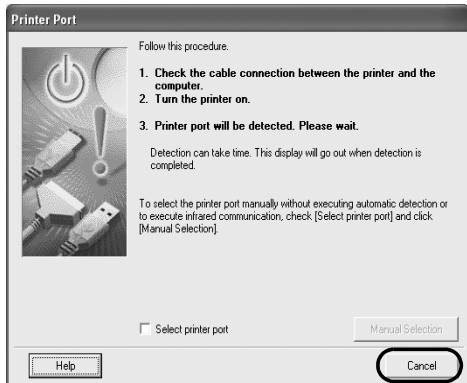 Printer Port
Follow this procedure.
1. Check the cable connection between the printer and the
computer.
2. Turn the printer on.
3. Printer port will be detected. Please wait.
Detection can take time. This display will go out when detection is
completed.
To select the printer port manually without executing automatic detection or
to execute infrared communication, check [Select printer port] and click
[Manual Selection].
Select printer port
Manual Selection
Help
Cancel